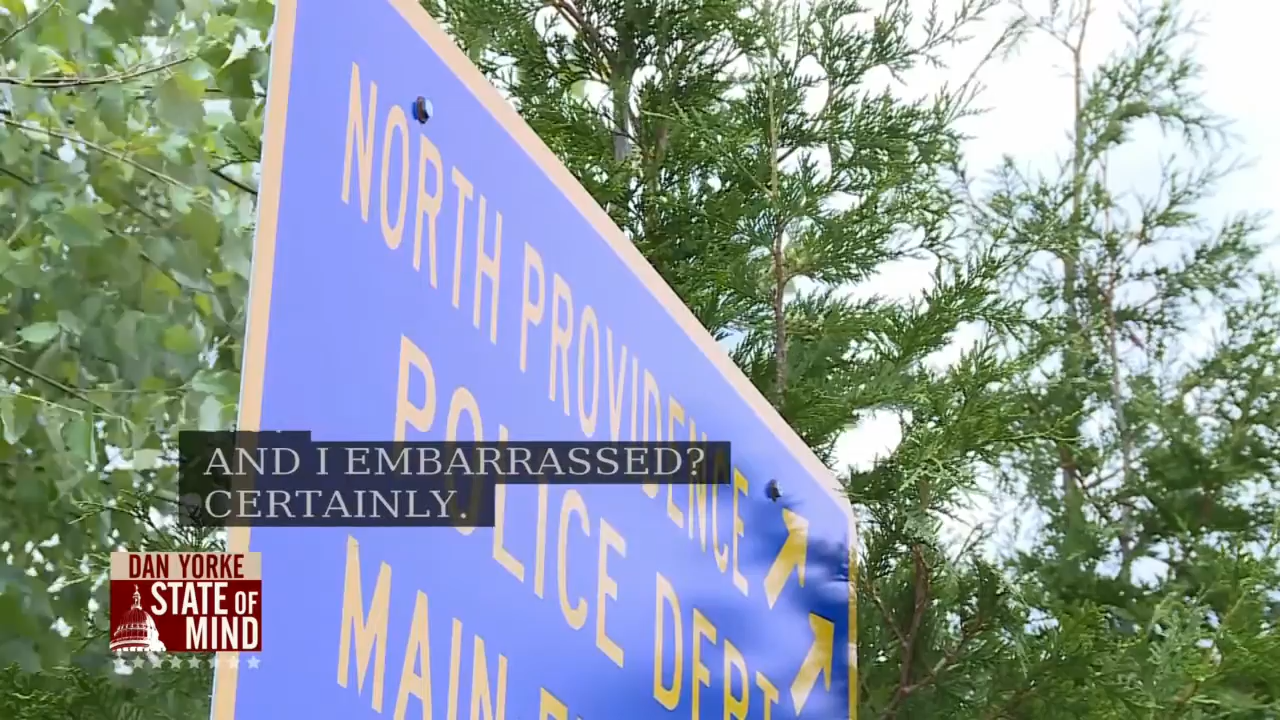 NORTH PROVIDENCE
POLICE DEPT
MAIN
AND I EMBARRASSED?
CERTAINLY.
DAN YORKE
STATE OF
MIND